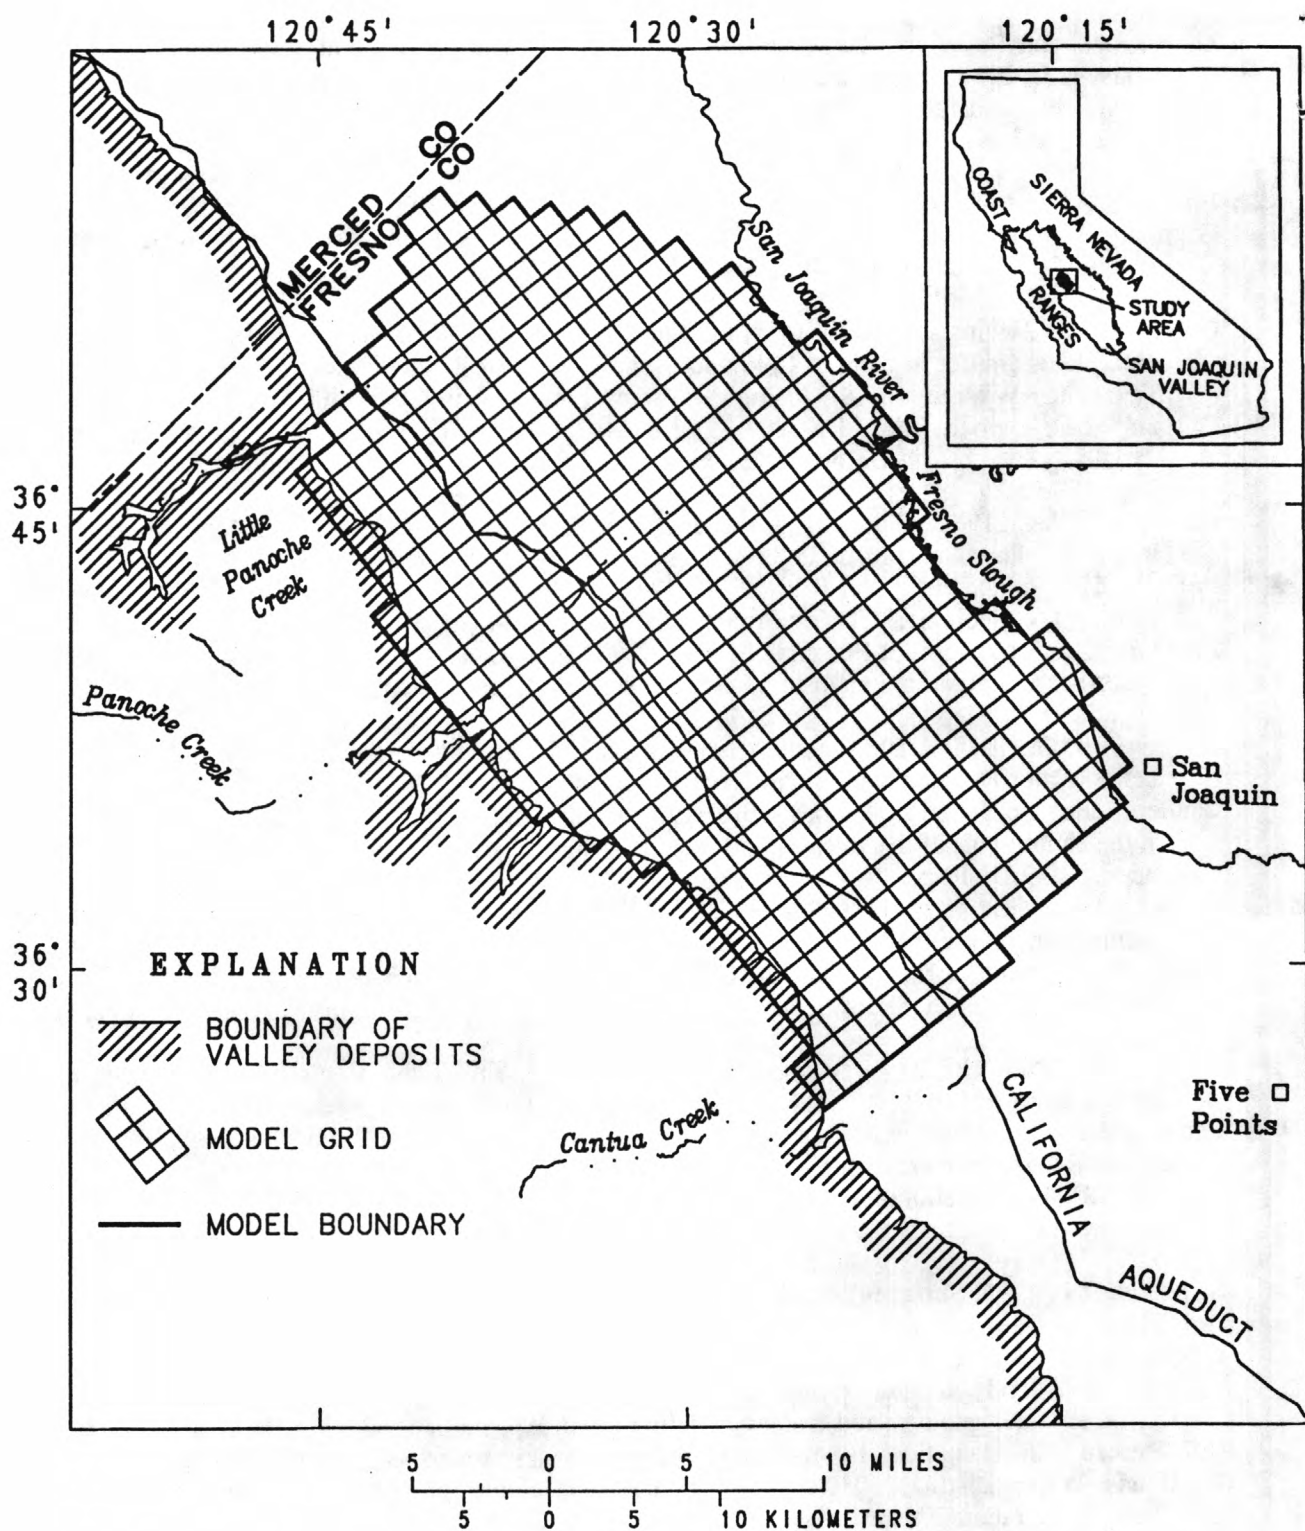 120° 45'
120° 30'
120° 15'
MERCED CO
FRESNO CO
San Joaquin River
Fresno Slough
COAST
RANGES
SIERRA NEVADA
STUDY
AREA
SAN JOAQUIN
VALLEY
36°
45'
Little
Panoche
Creek
Panoche Creek
San
Joaquin
36°
30'
EXPLANATION
BOUNDARY OF
VALLEY DEPOSITS
MODEL GRID
MODEL BOUNDARY
Cantua Creek
Five
Points
CALIFORNIA
AQUEDUCT
5 0 5 10 MILES
5 0 5 10 KILOMETERS